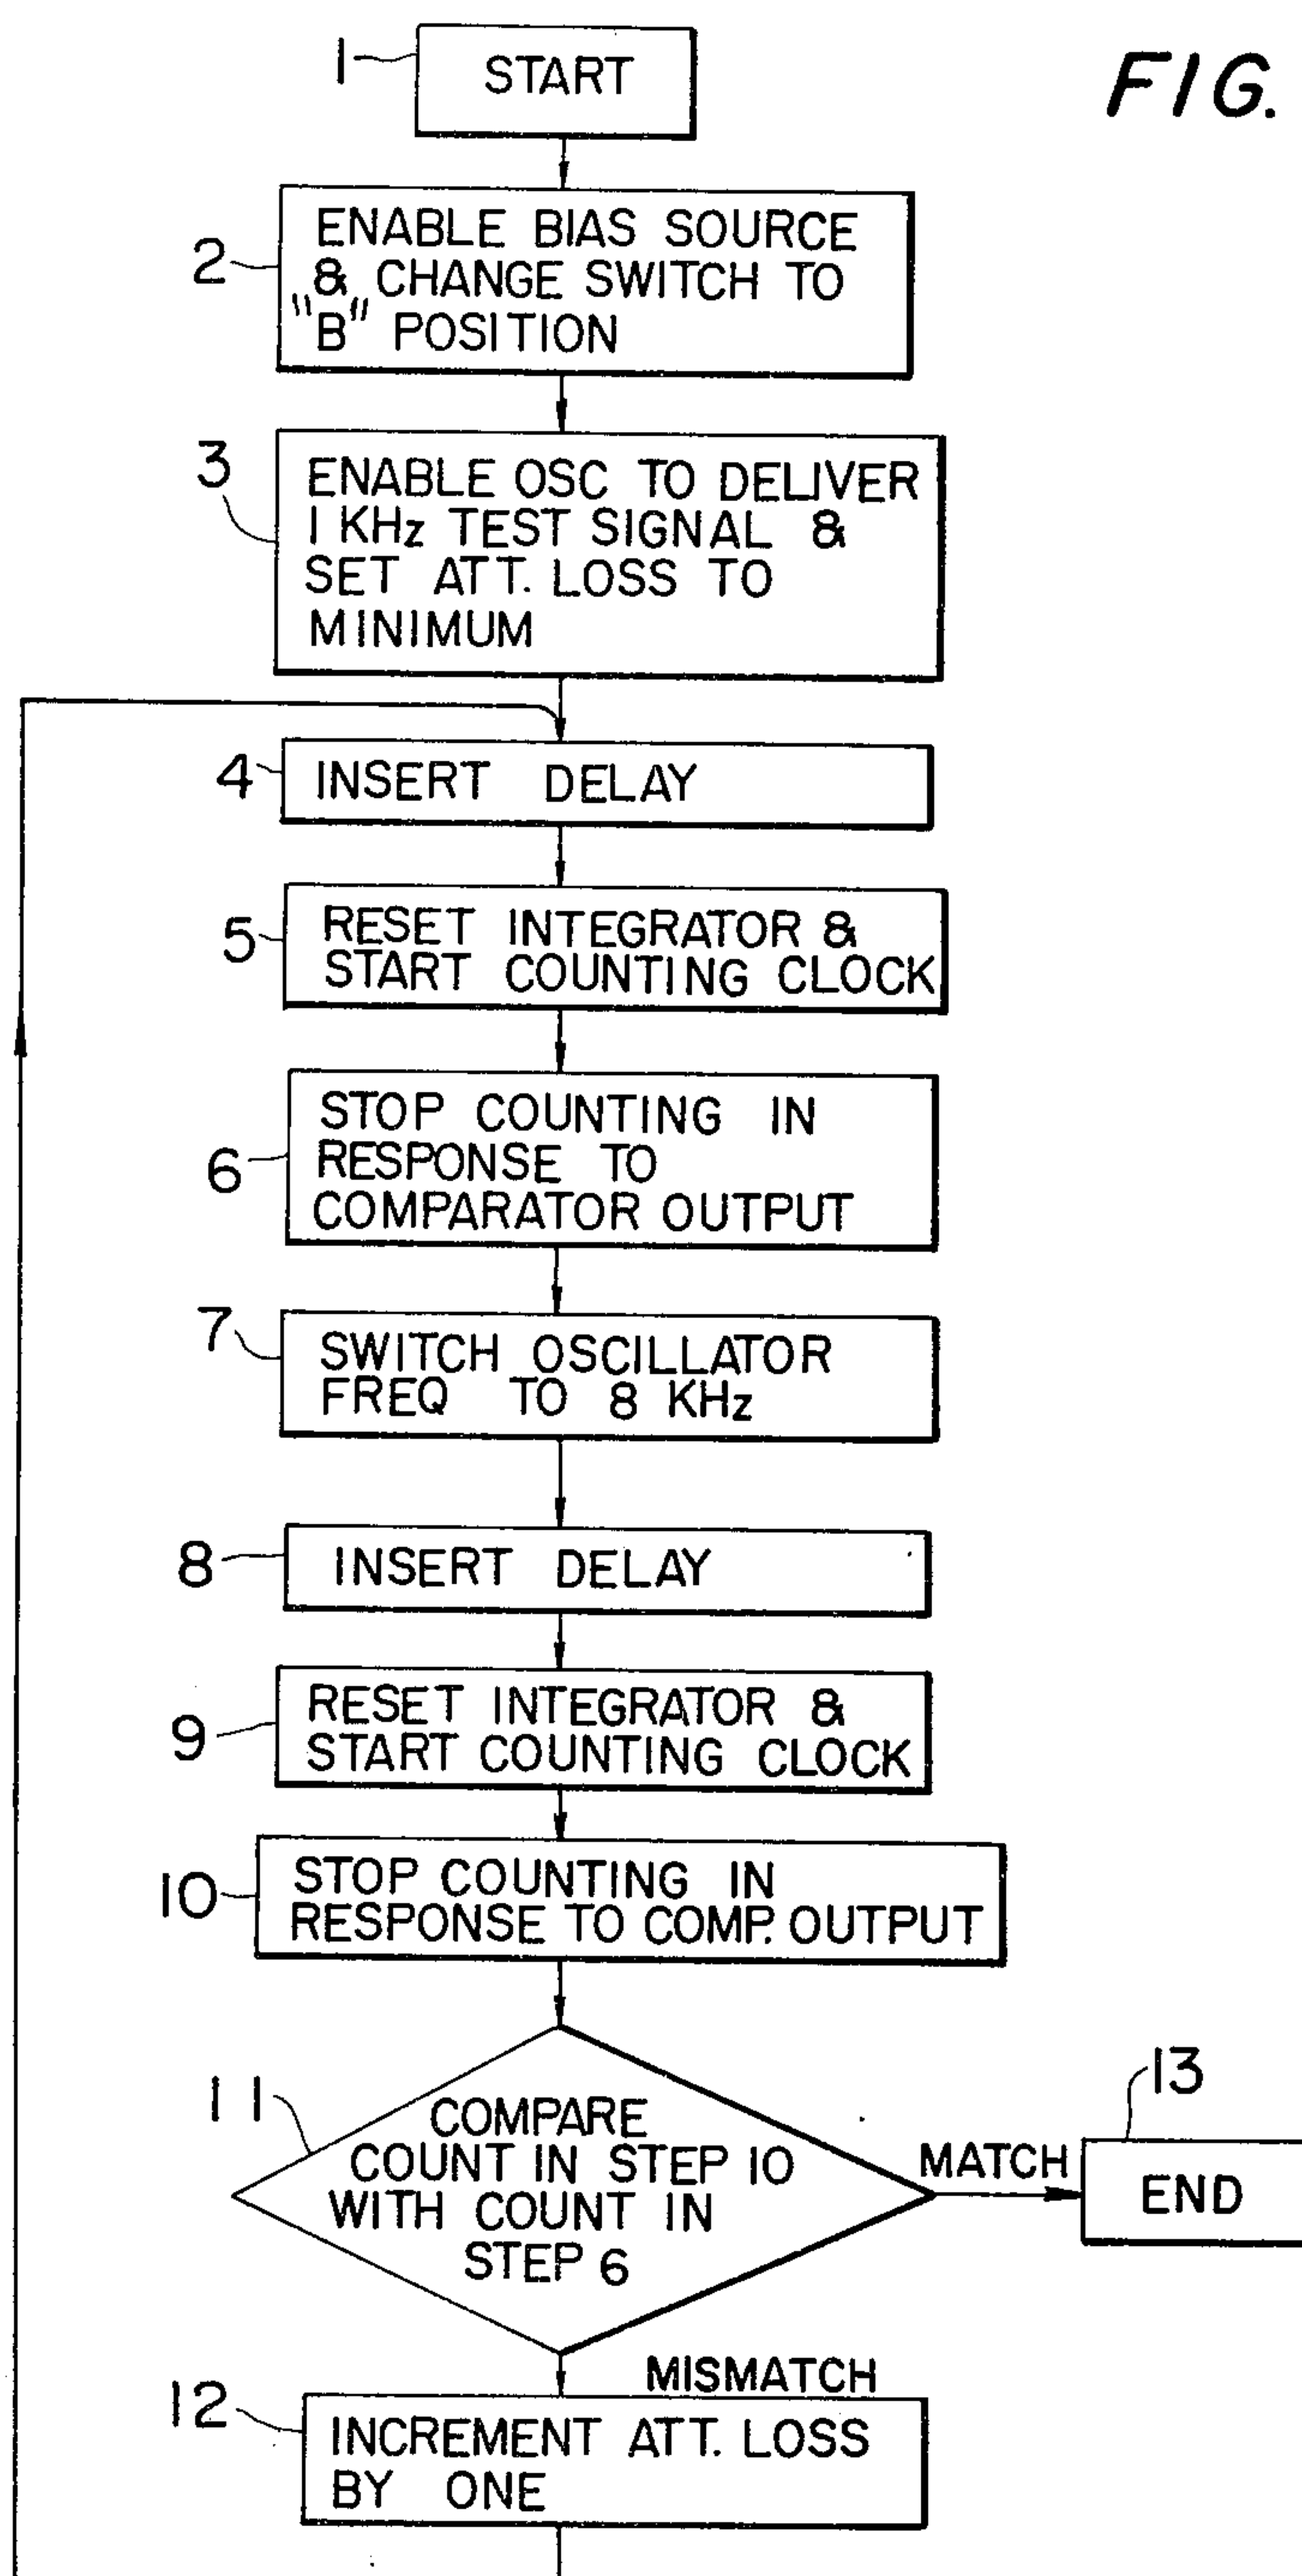 FIG.
1
START
2
ENABLE BIAS SOURCE
& CHANGE SWITCH TO
"B" POSITION
3
ENABLE OSC TO DELIVER
1 KHz TEST SIGNAL &
SET ATT. LOSS TO
MINIMUM
4
INSERT DELAY
5
RESET INTEGRATOR &
START COUNTING CLOCK
6
STOP COUNTING IN
RESPONSE TO
COMPARATOR OUTPUT
7
SWITCH OSCILLATOR
FREQ TO 8 KHz
8
INSERT DELAY
9
RESET INTEGRATOR &
START COUNTING CLOCK
10
STOP COUNTING IN
RESPONSE TO COMP. OUTPUT
11
COMPARE
COUNT IN STEP 10
WITH COUNT IN
STEP 6
MATCH
13
END
MISMATCH
12
INCREMENT ATT. LOSS
BY ONE